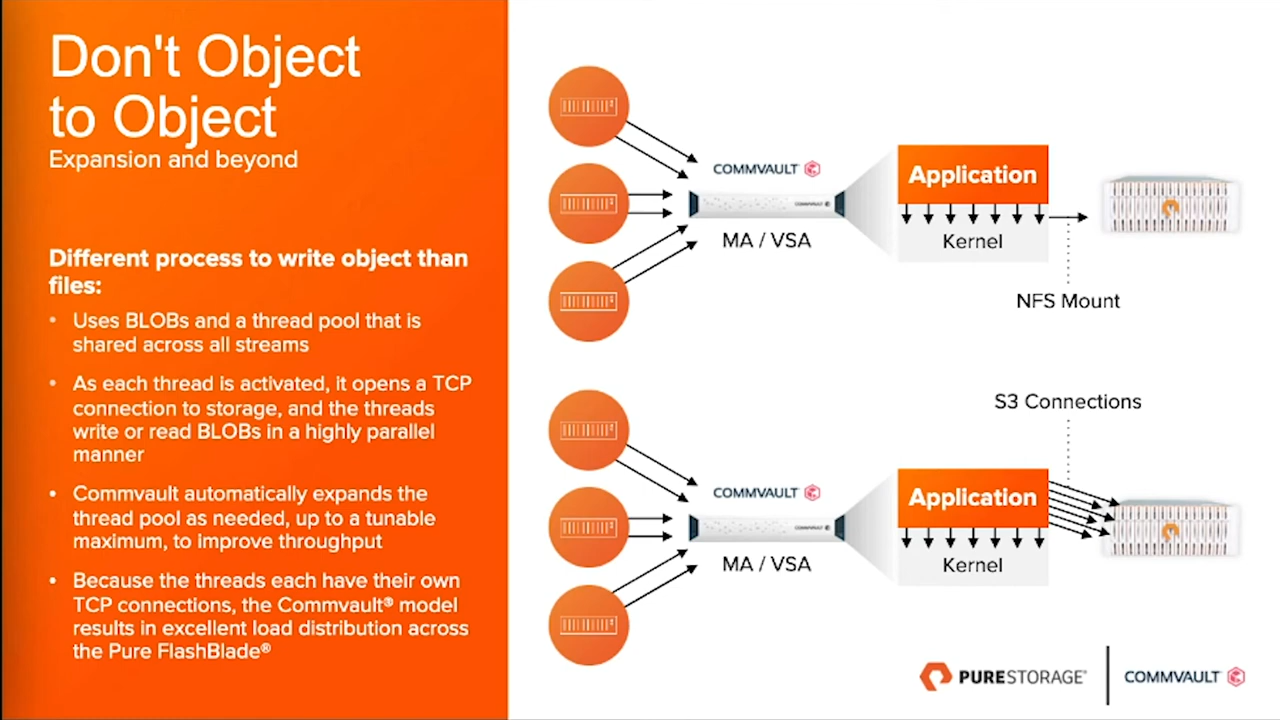 Don't Object
to Object
Expansion and beyond
Different process to write object than
files:
• Uses BLOBs and a thread pool that is
shared across all streams
• As each thread is activated, it opens a TCP
connection to storage, and the threads
write or read BLOBs in a highly parallel
manner
• Commvault automatically expands the
thread pool as needed, up to a tunable
maximum, to improve throughput
• Because the threads each have their own
TCP connections, the Commvault® model
results in excellent load distribution across
the Pure FlashBlade®
COMMVAULT
COMMVAULT
MA / VSA
Application
Kernel
NFS Mount
S3 Connections
COMMVAULT
COMMVAULT
MA / VSA
Application
Kernel
PURESTORAGE®
COMMVAULT